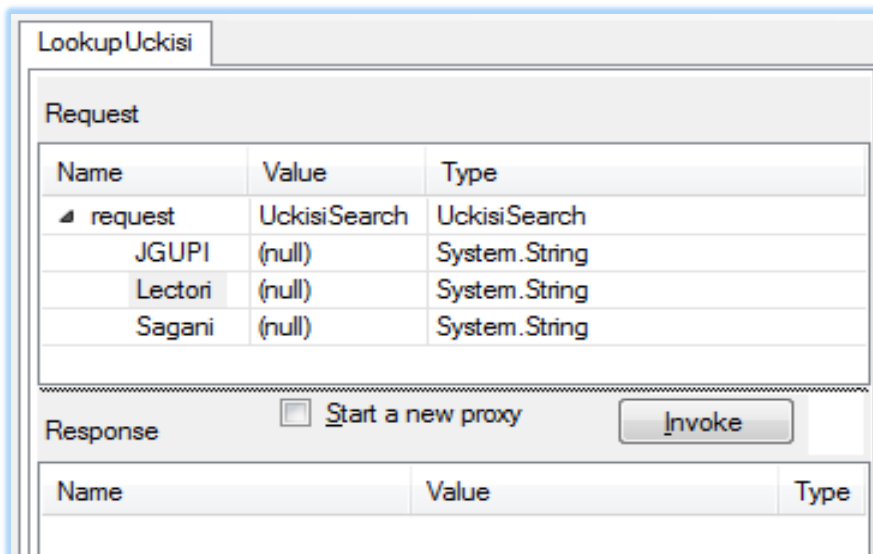 LookupUckisi
Request
Name Value Type
request UckisiSearch UckisiSearch
JGUPI (null) System.String
Lectori (null) System.String
Sagani (null) System.String
Response Start a new proxy Invoke
Name Value Type